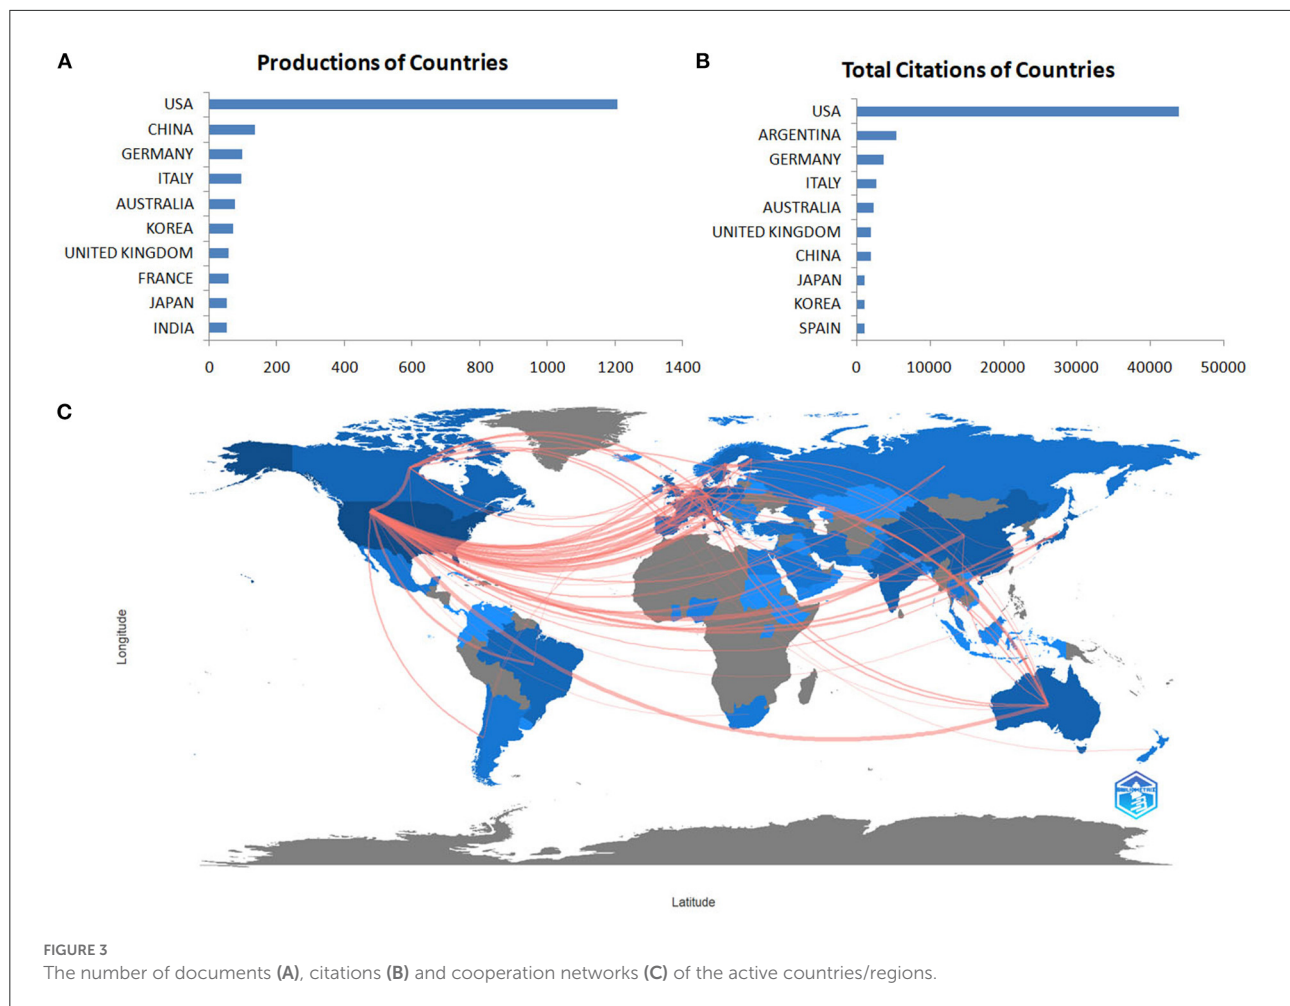 A
Productions of Countries
USA
CHINA
GERMANY
ITALY
AUSTRALIA
KOREA
UNITED KINGDOM
FRANCE
JAPAN
INDIA
0 200 400 600 800 1000 1200 1400
B
Total Citations of Countries
USA
ARGENTINA
GERMANY
ITALY
AUSTRALIA
UNITED KINGDOM
CHINA
JAPAN
KOREA
SPAIN
0 10000 20000 30000 40000 50000
C
Longitude
BIBLIOMETRIX
Latitude
FIGURE 3
The number of documents (A), citations (B) and cooperation networks (C) of the active countries/regions.